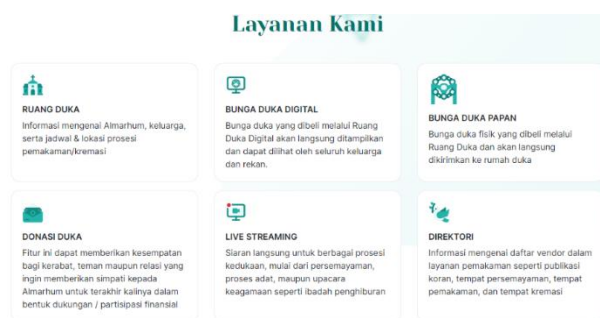 Layanan Kami
RUANG DUKA
Informasi mengenai Almarhum, keluarga,
serta jadwal & lokasi prosesi
pemakaman/kremasi
BUNGA DUKA DIGITAL
Bunga duka yang dibeli melalui Ruang
Duka Digital akan langsung ditampilkan
dan dapat dilihat oleh seluruh keluarga
dan rekan.
BUNGA DUKA PAPAN
Bunga duka fisik yang dibeli melalui
Ruang Duka dan akan langsung
dikirimkan ke rumah duka
DONASI DUKA
Fitur ini dapat memberikan kesempatan
bagi kerabat, teman maupun relasi yang
ingin memberikan simpati kepada
Almarhum untuk terakhir kalinya dalam
bentuk dukungan / partisipasi finansial
LIVE STREAMING
Siaran langsung untuk berbagai prosesi
kedukaan, mulai dari persemayaman,
proses adat, maupun upacara
keagamaan seperti ibadah penghiburan
DIREKTORI
Informasi mengenai daftar vendor dalam
layanan pemakaman seperti publikasi
koran, tempat persemayaman, tempat
pemakaman, dan tempat kremasi